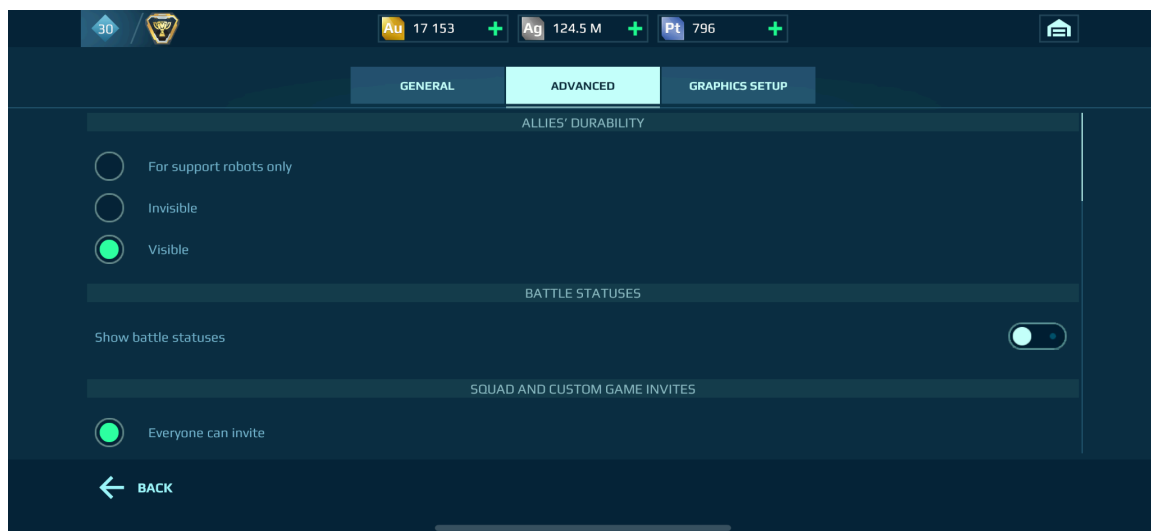 30
Au 17 153
Ag 124.5 M
Pt 796
GENERAL
ADVANCED
GRAPHICS SETUP
ALLIES' DURABILITY
For support robots only
Invisible
Visible
BATTLE STATUSES
Show battle statuses
SQUAD AND CUSTOM GAME INVITES
Everyone can invite
BACK